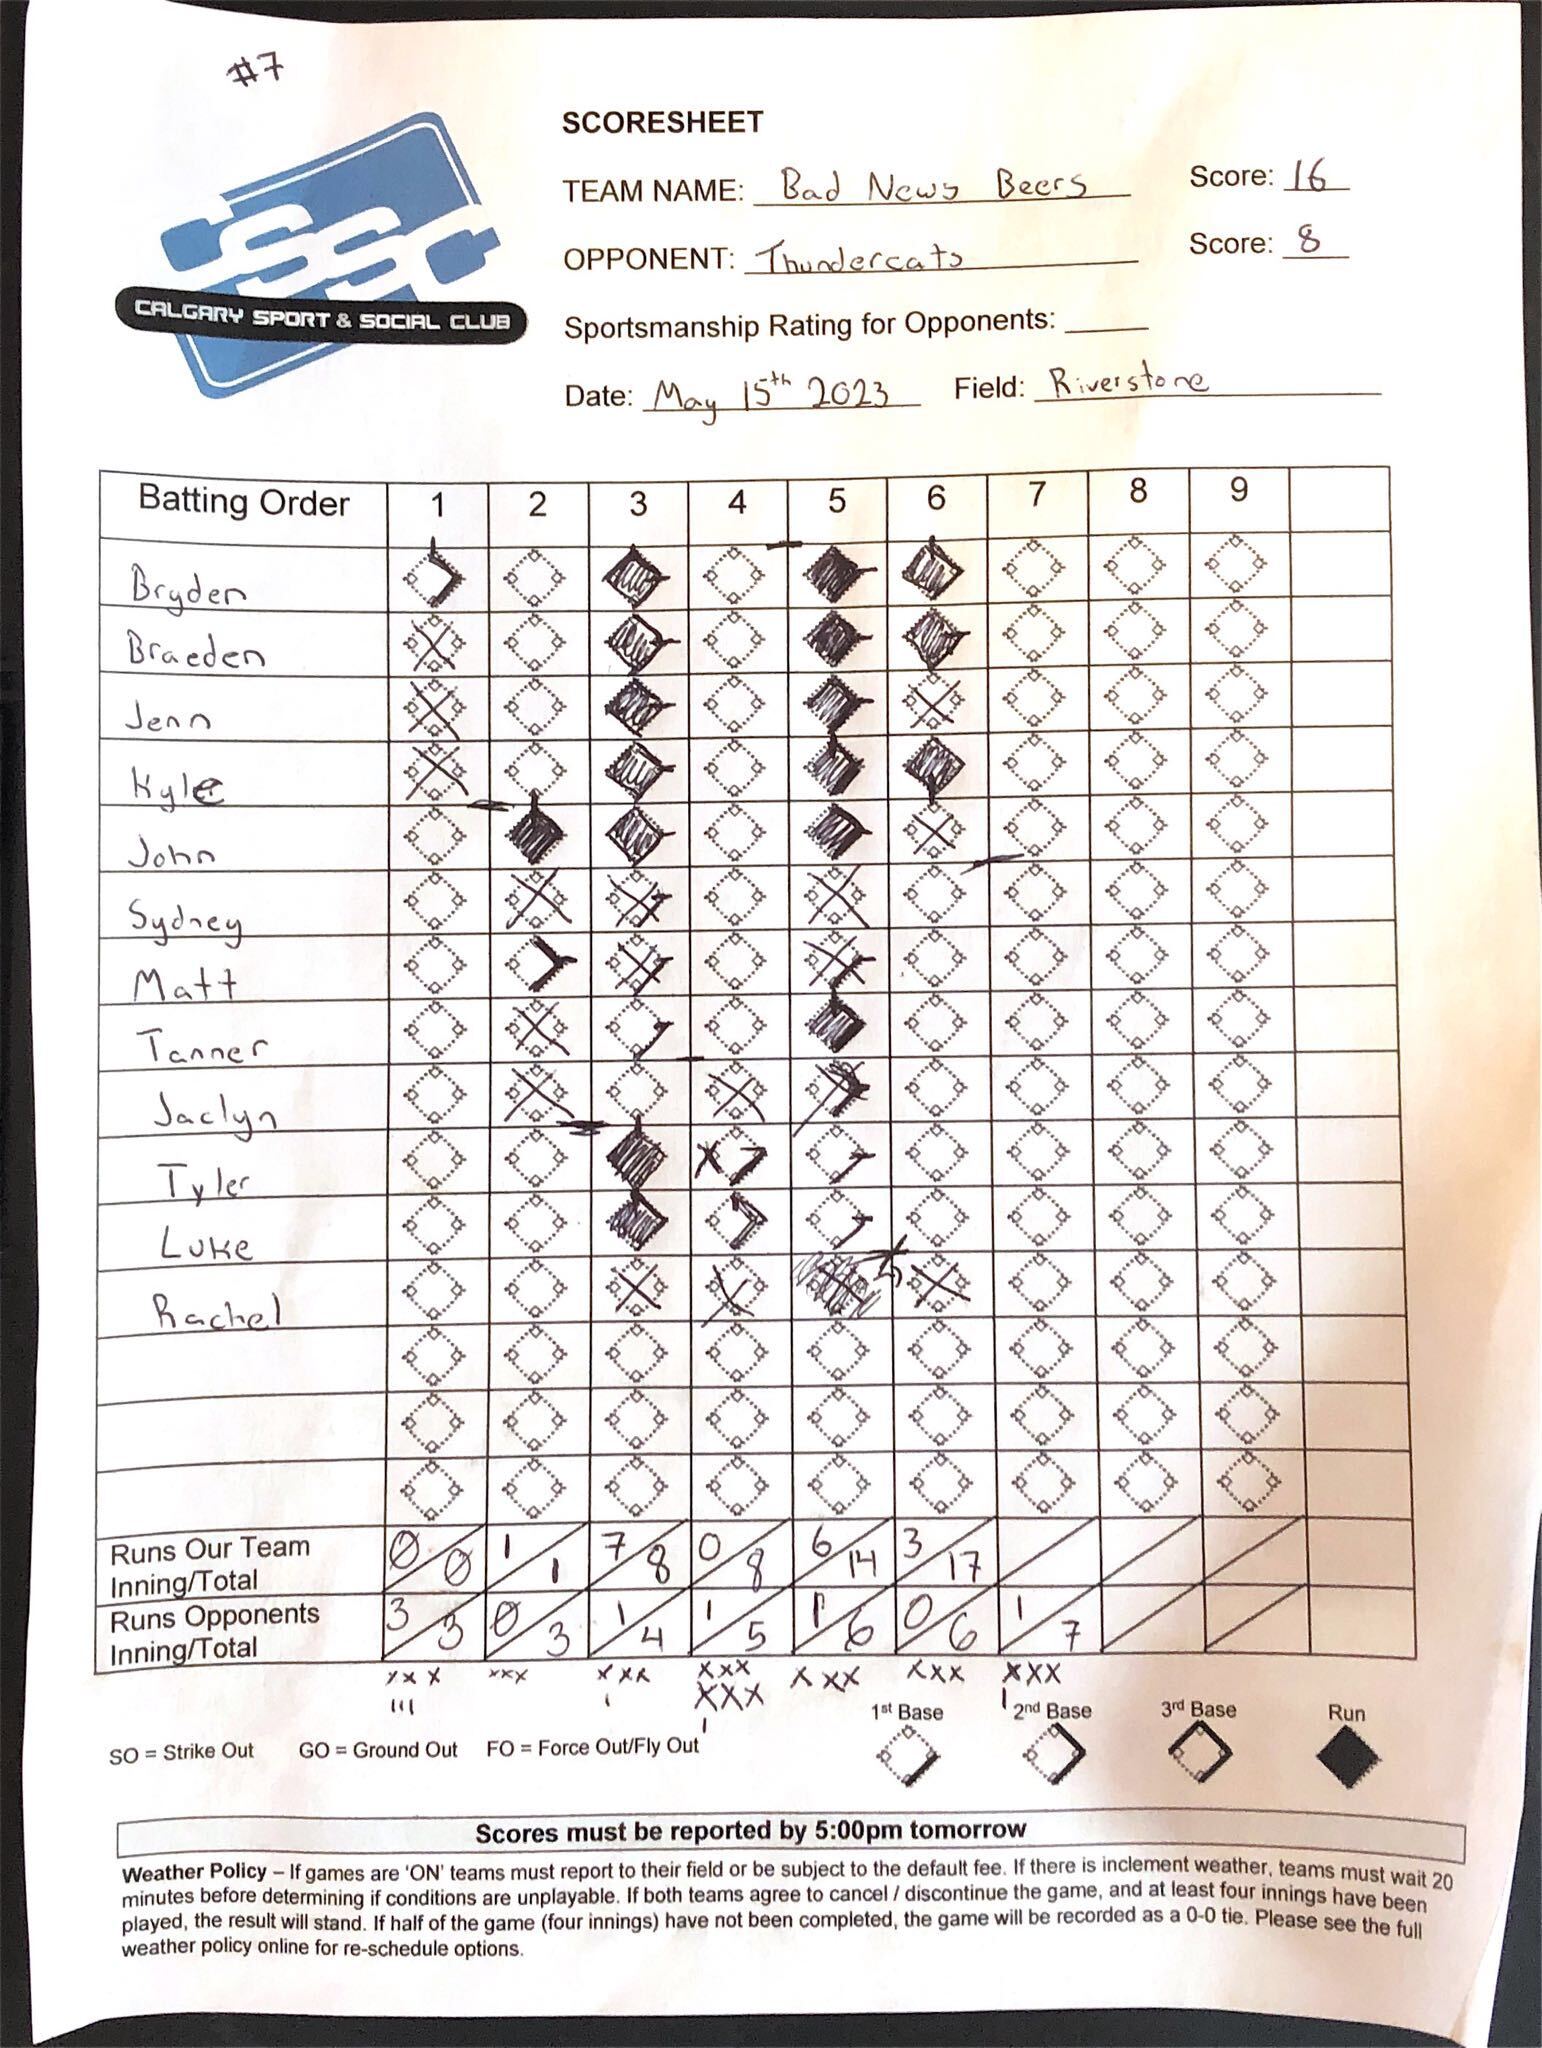 #7
CSSC
CALGARY SPORT & SOCIAL CLUB
SCORESHEET
TEAM NAME: Bad News Beers Score: 16
OPPONENT: Thundercats Score: 8
Sportsmanship Rating for Opponents:
Date: May 15th 2023 Field: Riverstone
Batting Order 1 2 3 4 5 6 7 8 9
Bryden
Braeden
Jenn
Kyle
John
Sydney
Matt
Tanner
Jaclyn
Tyler
Luke
Rachel
Runs Our Team Inning/Total 0/0 1/1 7/8 0/8 6/14 3/17
Runs Opponents Inning/Total 3/3 0/3 1/4 1/5 1/6 0/6 1/7
xxx xxx xxx xxx xxx xxx xxx
III I XXX I
I
1st Base 2nd Base 3rd Base Run
SO = Strike Out GO = Ground Out FO = Force Out/Fly Out
Scores must be reported by 5:00pm tomorrow
Weather Policy – If games are 'ON' teams must report to their field or be subject to the default fee. If there is inclement weather, teams must wait 20
minutes before determining if conditions are unplayable. If both teams agree to cancel / discontinue the game, and at least four innings have been
played, the result will stand. If half of the game (four innings) have not been completed, the game will be recorded as a 0-0 tie. Please see the full
weather policy online for re-schedule options.